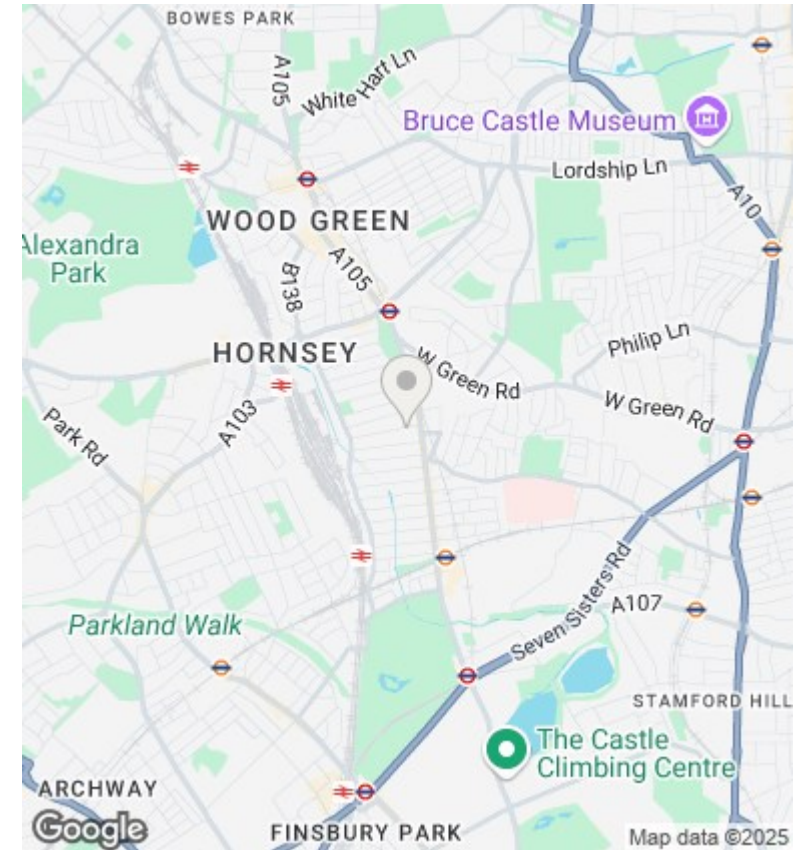 BOWES PARK
A105
White Hart Ln
Bruce Castle Museum
Lordship Ln
A10
WOOD GREEN
Alexandra
Park
A105
B138
HORNSEY
Philip Ln
W Green Rd
W Green Rd
A103
Park Rd
Seven Sisters Rd
A107
Parkland Walk
STAMFORD HILL
The Castle
Climbing Centre
ARCHWAY
FINSBURY PARK
Google
Map data ©2025